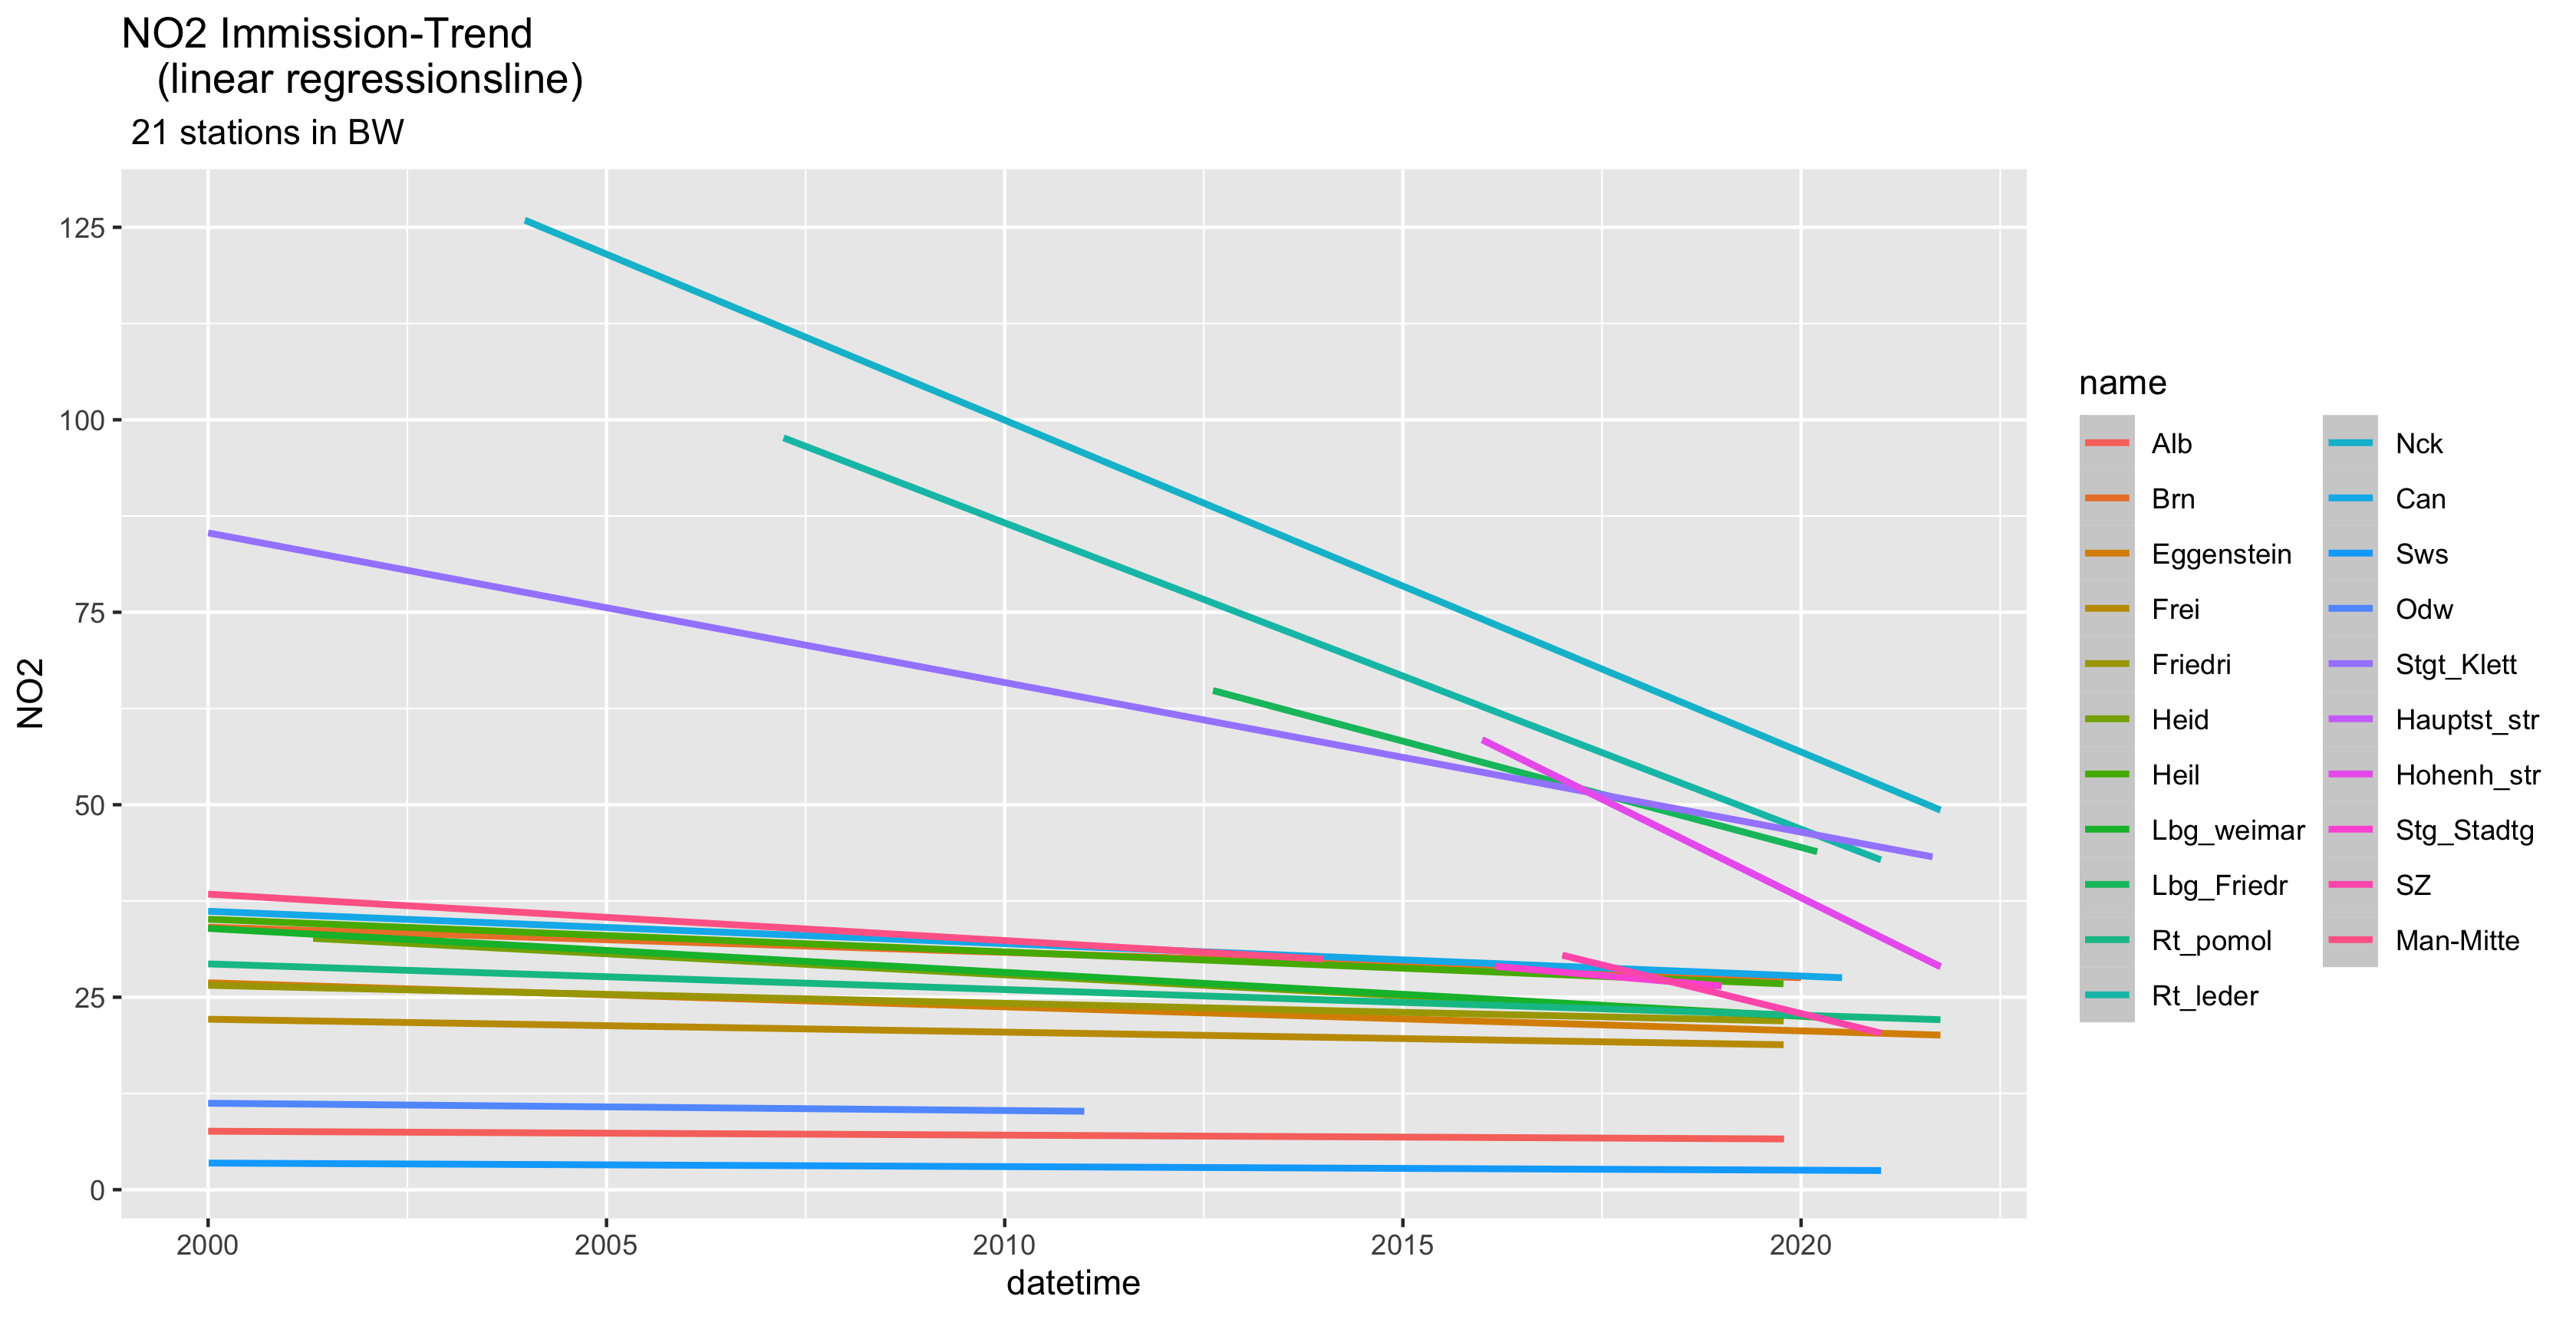 NO2 Immission-Trend
(linear regressionsline)
21 stations in BW
NO2
125
100
75
50
25
0
2000
2005
2010
2015
2020
datetime
name
Alb
Brn
Eggenstein
Frei
Friedri
Heid
Heil
Lbg_weimar
Lbg_Friedr
Rt_pomol
Rt_leder
Nck
Can
Sws
Odw
Stgt_Klett
Hauptst_str
Hohenh_str
Stg_Stadtg
SZ
Man-Mitte